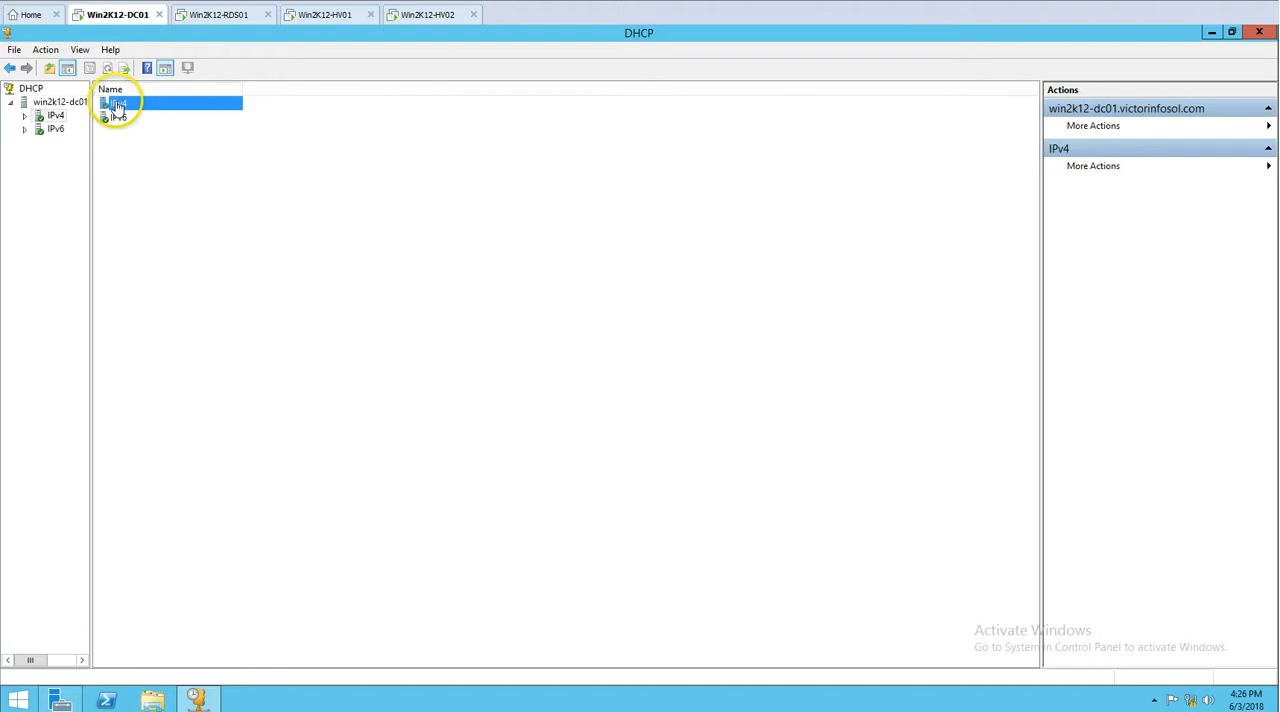 Home
Win2K12-DC01
Win2K12-RDS01
Win2K12-HV01
Win2K12-HV02
DHCP
File Action View Help
DHCP
win2k12-dc01
IPv4
IPv6
Name
IPv6
Actions
win2k12-dc01.victorinfosol.com
More Actions
IPv4
More Actions
Activate Windows
Go to System in Control Panel to activate Windows.
4:26 PM
6/3/2018